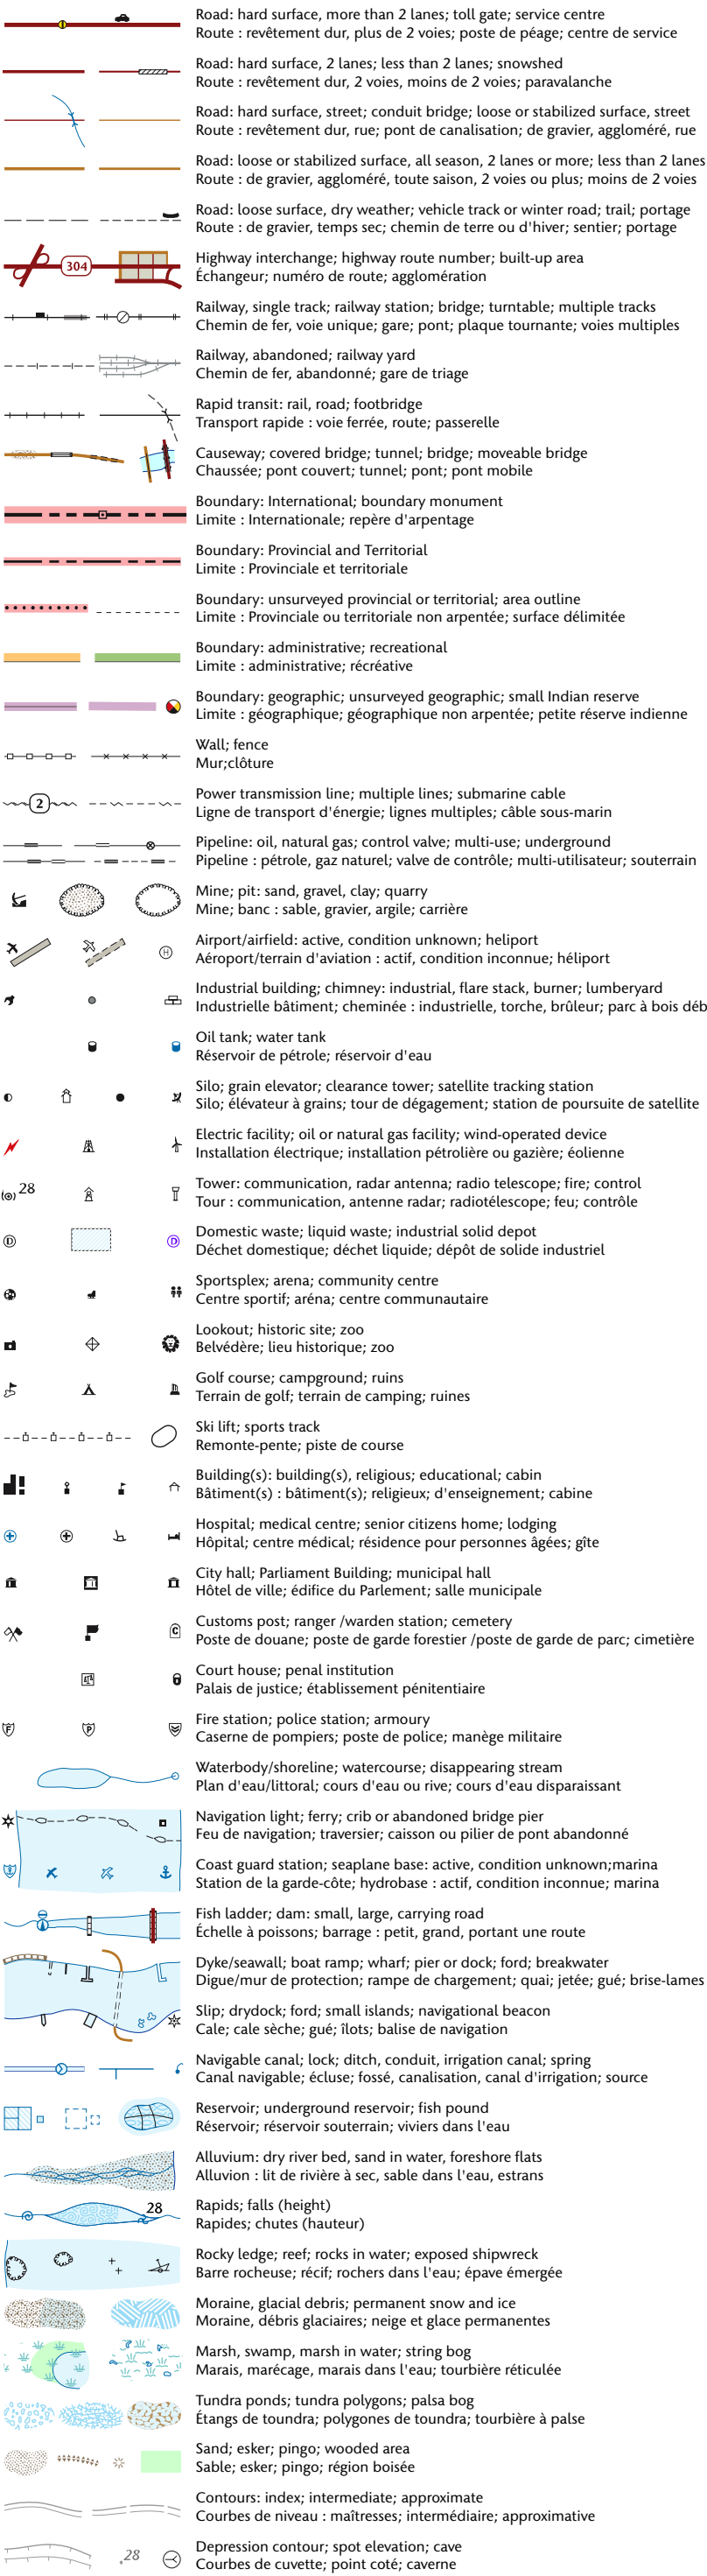 Road: hard surface, more than 2 lanes; toll gate; service centre
Route : revêtement dur, plus de 2 voies; poste de péage; centre de service
Road: hard surface, 2 lanes; less than 2 lanes; snowshed
Route : revêtement dur, 2 voies, moins de 2 voies; paravalanche
Road: hard surface, street; conduit bridge; loose or stabilized surface, street
Route : revêtement dur, rue; pont de canalisation; de gravier, aggloméré, rue
Road: loose or stabilized surface, all season, 2 lanes or more; less than 2 lanes
Route : de gravier, aggloméré, toute saison, 2 voies ou plus; moins de 2 voies
Road: loose surface, dry weather; vehicle track or winter road; trail; portage
Route : de gravier, temps sec; chemin de terre ou d'hiver; sentier; portage
304
Highway interchange; highway route number; built-up area
Échangeur; numéro de route; agglomération
Railway, single track; railway station; bridge; turntable; multiple tracks
Chemin de fer, voie unique; gare; pont; plaque tournante; voies multiples
Railway, abandoned; railway yard
Chemin de fer, abandonné; gare de triage
Rapid transit: rail, road; footbridge
Transport rapide : voie ferrée, route; passerelle
Causeway; covered bridge; tunnel; bridge; moveable bridge
Chaussée; pont couvert; tunnel; pont; pont mobile
Boundary: International; boundary monument
Limite : Internationale; repère d'arpentage
Boundary: Provincial and Territorial
Limite : Provinciale et territoriale
Boundary: unsurveyed provincial or territorial; area outline
Limite : Provinciale ou territoriale non arpentée; surface délimitée
Boundary: administrative; recreational
Limite : administrative; récréative
Boundary: geographic; unsurveyed geographic; small Indian reserve
Limite : géographique; géographique non arpentée; petite réserve indienne
Wall; fence
Mur;clôture
2
Power transmission line; multiple lines; submarine cable
Ligne de transport d'énergie; lignes multiples; câble sous-marin
Pipeline: oil, natural gas; control valve; multi-use; underground
Pipeline : pétrole, gaz naturel; valve de contrôle; multi-utilisateur; souterrain
Mine; pit: sand, gravel, clay; quarry
Mine; banc : sable, gravier, argile; carrière
H
Airport/airfield: active, condition unknown; heliport
Aéroport/terrain d'aviation : actif, condition inconnue; héliport
Industrial building; chimney: industrial, flare stack, burner; lumberyard
Industrielle bâtiment; cheminée : industrielle, torche, brûleur; parc à bois déb
Oil tank; water tank
Réservoir de pétrole; réservoir d'eau
Silo; grain elevator; clearance tower; satellite tracking station
Silo; élévateur à grains; tour de dégagement; station de poursuite de satellite
Electric facility; oil or natural gas facility; wind-operated device
Installation électrique; installation pétrolière ou gazière; éolienne
28
Tower: communication, radar antenna; radio telescope; fire; control
Tour : communication, antenne radar; radiotélescope; feu; contrôle
D D
Domestic waste; liquid waste; industrial solid depot
Déchet domestique; déchet liquide; dépôt de solide industriel
Sportsplex; arena; community centre
Centre sportif; aréna; centre communautaire
Lookout; historic site; zoo
Belvédère; lieu historique; zoo
Golf course; campground; ruins
Terrain de golf; terrain de camping; ruines
Ski lift; sports track
Remonte-pente; piste de course
Building(s): building(s), religious; educational; cabin
Bâtiment(s) : bâtiment(s); religieux; d'enseignement; cabine
Hospital; medical centre; senior citizens home; lodging
Hôpital; centre médical; résidence pour personnes âgées; gîte
City hall; Parliament Building; municipal hall
Hôtel de ville; édifice du Parlement; salle municipale
C
Customs post; ranger /warden station; cemetery
Poste de douane; poste de garde forestier /poste de garde de parc; cimetière
Court house; penal institution
Palais de justice; établissement pénitentiaire
F P
Fire station; police station; armoury
Caserne de pompiers; poste de police; manège militaire
Waterbody/shoreline; watercourse; disappearing stream
Plan d'eau/littoral; cours d'eau ou rive; cours d'eau disparaissant
Navigation light; ferry; crib or abandoned bridge pier
Feu de navigation; traversier; caisson ou pilier de pont abandonné
Coast guard station; seaplane base: active, condition unknown;marina
Station de la garde-côte; hydrobase : actif, condition inconnue; marina
Fish ladder; dam: small, large, carrying road
Échelle à poissons; barrage : petit, grand, portant une route
Dyke/seawall; boat ramp; wharf; pier or dock; ford; breakwater
Digue/mur de protection; rampe de chargement; quai; jetée; gué; brise-lames
Slip; drydock; ford; small islands; navigational beacon
Cale; cale sèche; gué; îlots; balise de navigation
Navigable canal; lock; ditch, conduit, irrigation canal; spring
Canal navigable; écluse; fossé, canalisation, canal d'irrigation; source
Reservoir; underground reservoir; fish pound
Réservoir; réservoir souterrain; viviers dans l'eau
Alluvium: dry river bed, sand in water, foreshore flats
Alluvion : lit de rivière à sec, sable dans l'eau, estrans
28
Rapids; falls (height)
Rapides; chutes (hauteur)
Rocky ledge; reef; rocks in water; exposed shipwreck
Barre rocheuse; récif; rochers dans l'eau; épave émergée
Moraine, glacial debris; permanent snow and ice
Moraine, débris glaciaires; neige et glace permanentes
Marsh, swamp, marsh in water; string bog
Marais, marécage, marais dans l'eau; tourbière réticulée
Tundra ponds; tundra polygons; palsa bog
Étangs de toundra; polygones de toundra; tourbière à palse
Sand; esker; pingo; wooded area
Sable; esker; pingo; région boisée
Contours: index; intermediate; approximate
Courbes de niveau : maîtresses; intermédiaire; approximative
.28
Depression contour; spot elevation; cave
Courbes de cuvette; point coté; caverne